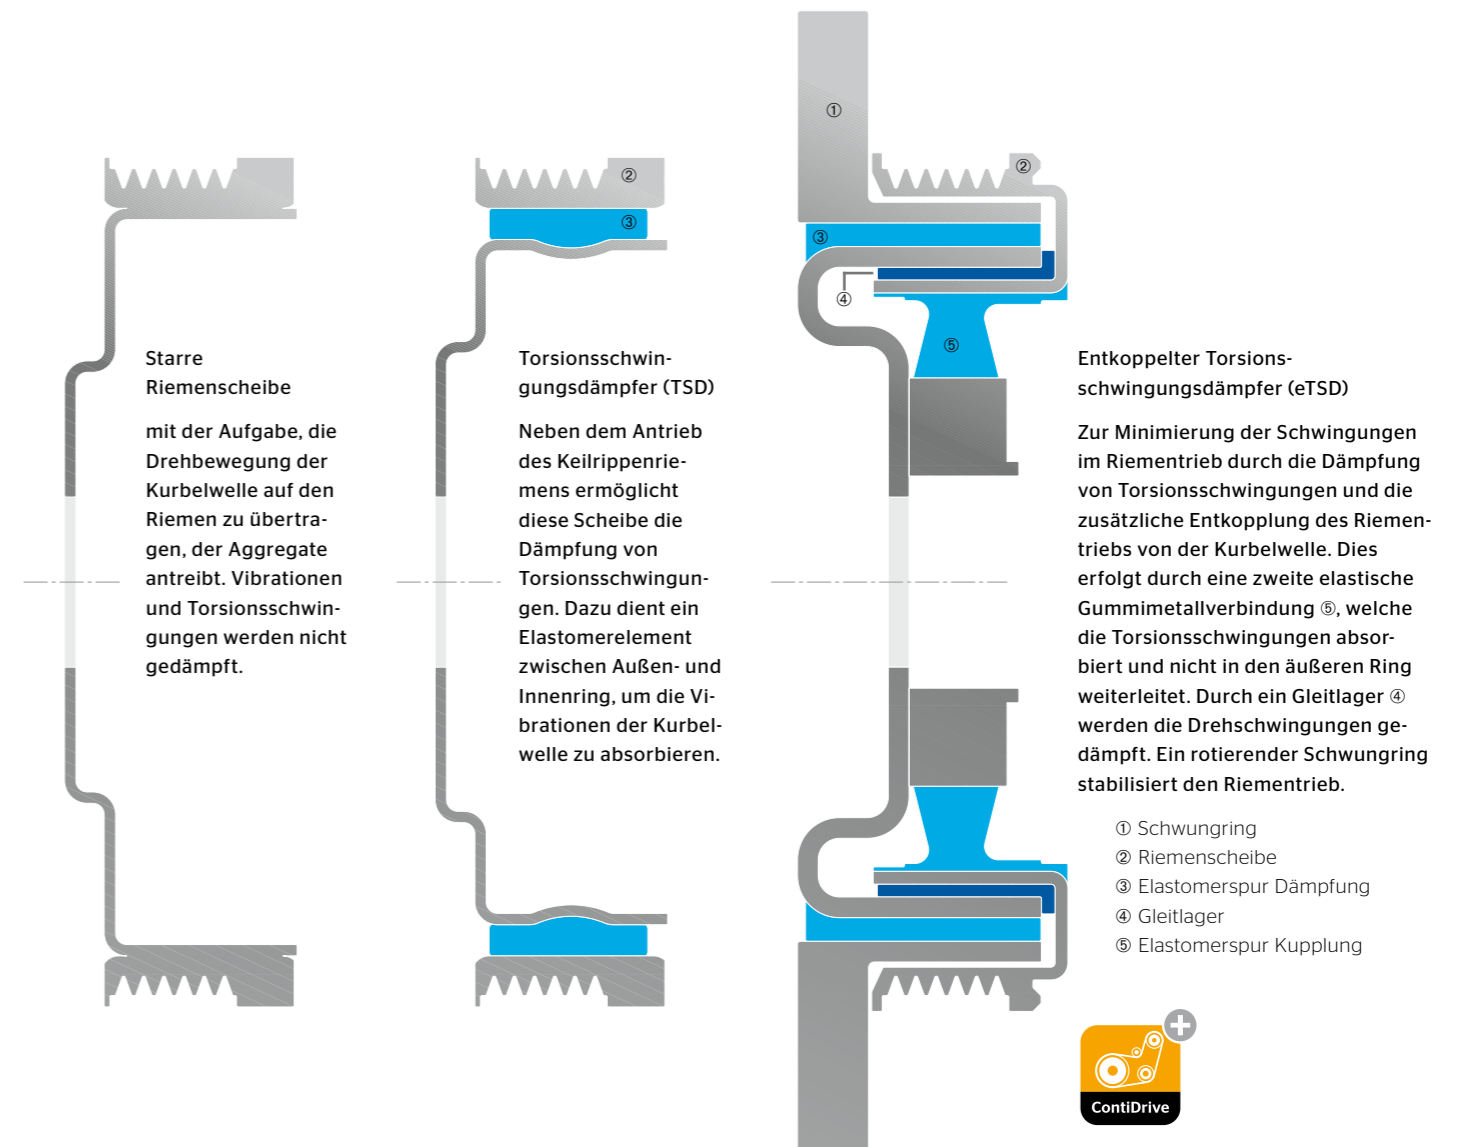 Starre
Riemenscheibe
mit der Aufgabe, die
Drehbewegung der
Kurbelwelle auf den
Riemen zu übertra-
gen, der Aggregate
antreibt. Vibrationen
und Torsionsschwin-
gungen werden nicht
gedämpft.
②
③
Torsionsschwin-
gungsdämpfer (TSD)
Neben dem Antrieb
des Keilrippenrie-
mens ermöglicht
diese Scheibe die
Dämpfung von
Torsionsschwingun-
gen. Dazu dient ein
Elastomerelement
zwischen Außen- und
Innenring, um die Vi-
brationen der Kurbel-
welle zu absorbieren.
①
②
③
④
⑤
Entkoppelter Torsions-
schwingungsdämpfer (eTSD)
Zur Minimierung der Schwingungen
im Riementrieb durch die Dämpfung
von Torsionsschwingungen und die
zusätzliche Entkopplung des Riemen-
triebs von der Kurbelwelle. Dies
erfolgt durch eine zweite elastische
Gummimetallverbindung ⑤, welche
die Torsionsschwingungen absor-
biert und nicht in den äußeren Ring
weiterleitet. Durch ein Gleitlager ④
werden die Drehschwingungen ge-
dämpft. Ein rotierender Schwungring
stabilisiert den Riementrieb.
① Schwungring
② Riemenscheibe
③ Elastomerspur Dämpfung
④ Gleitlager
⑤ Elastomerspur Kupplung
ContiDrive